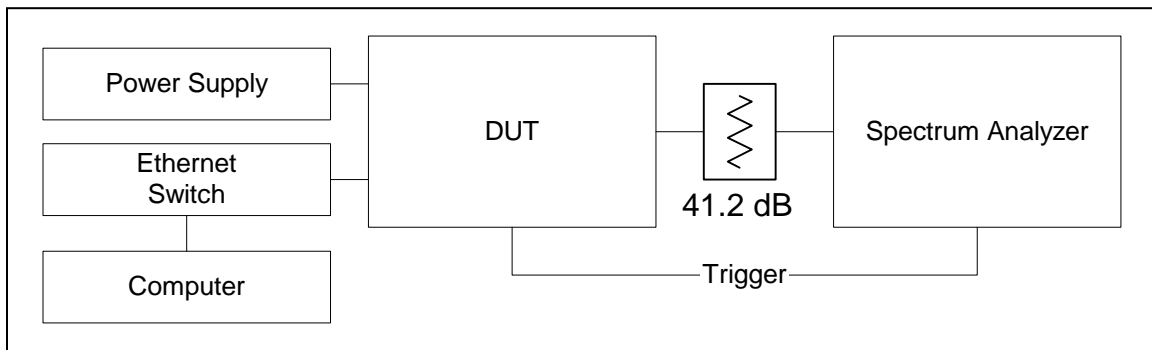 Power Supply
Ethernet
Switch
Computer
DUT
41.2 dB
Spectrum Analyzer
Trigger